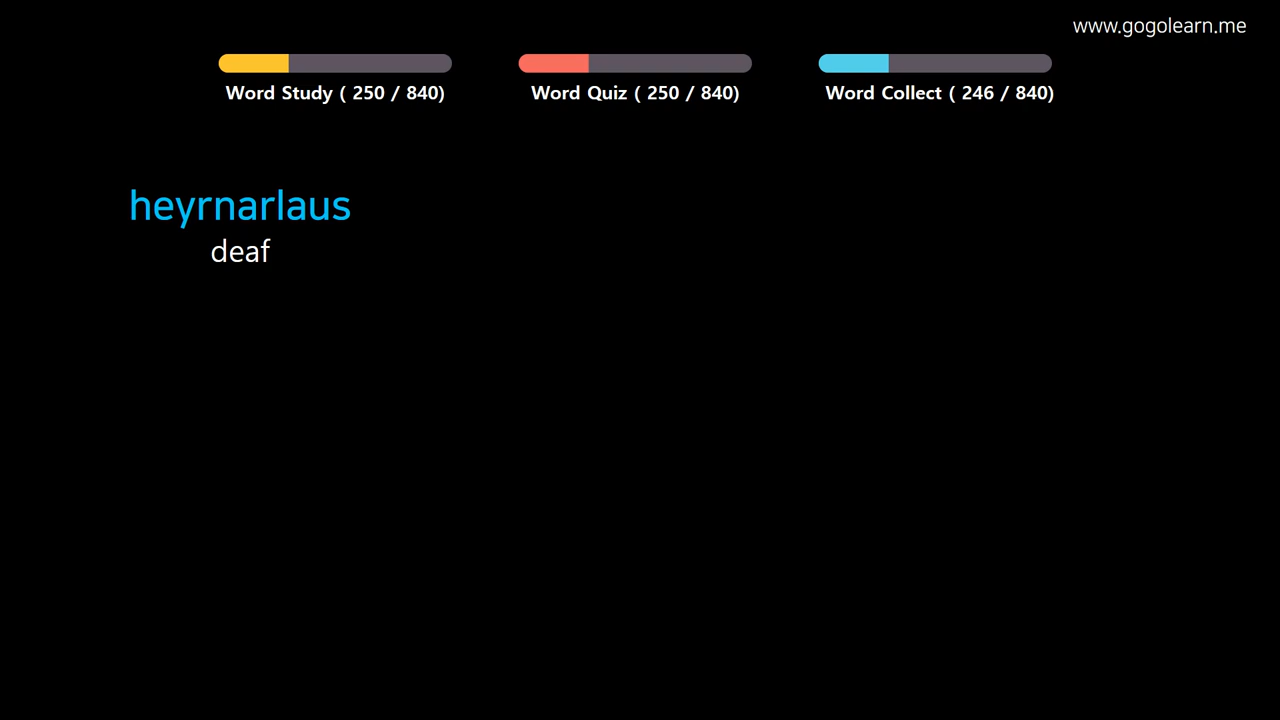 www.gogolearn.me
Word Study ( 250 / 840)
Word Quiz ( 250 / 840)
Word Collect ( 246 / 840)
heyrnarlaus
deaf